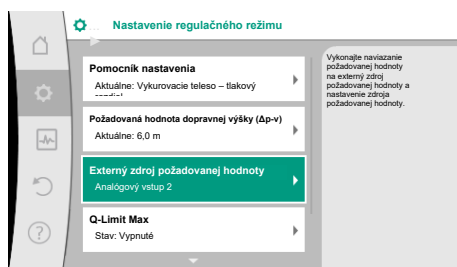 Nastavenie regulačného režimu
Pomocník nastavenia
Aktuálne: Vykurovacie teleso – tlakový
Požadovaná hodnota dopravnej výšky (Δp-v)
Aktuálne: 6,0 m
Externý zdroj požadovanej hodnoty
Analógový vstup 2
Q-Limit Max
Stav: Vypnuté
Vykonajte naviazanie
požadovanej hodnoty
na externý zdroj
požadovanej hodnoty a
nastavenie zdroja
požadovanej hodnoty.